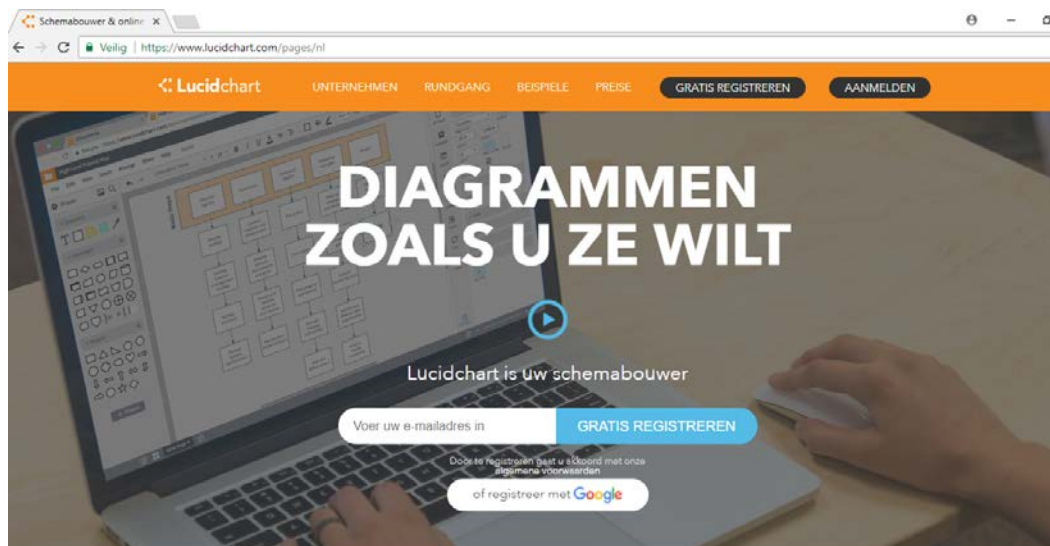 Schemabouwer & online
Veilig | https://www.lucidchart.com/pages/nl
Lucidchart UNTERNEHMEN RUNDGANG BEISPIELE PREISE GRATIS REGISTREREN AANMELDEN
DIAGRAMMEN
ZOALS U ZE WILT
Lucidchart is uw schemabouwer
Voer uw e-mailadres in GRATIS REGISTREREN
Door te registreren gaat u akkoord met onze
algemene voorwaarden
of registreer met Google